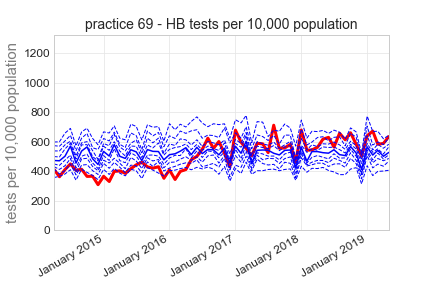 practice 69 - HB tests per 10,000 population
tests per 10,000 population
1200
1000
800
600
400
200
0
January 2015
January 2016
January 2017
January 2018
January 2019